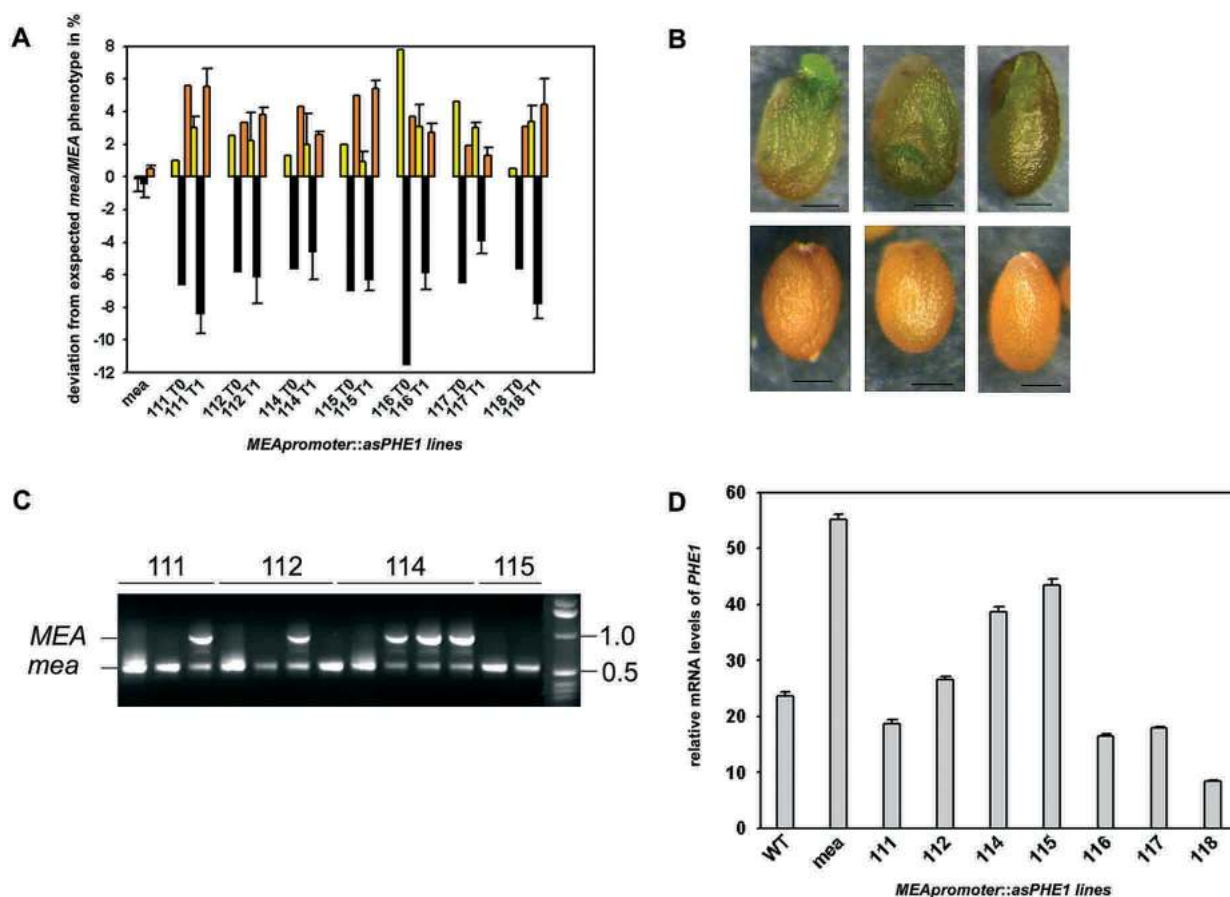 A
deviation from exspected mea/MEA phenotype in %
8
6
4
2
0
-2
-4
-6
-8
-10
-12
mea
111 T0
111 T1
112 T0
112 T1
114 T0
114 T1
115 T0
115 T1
116 T0
116 T1
117 T0
117 T1
118 T0
118 T1
MEApromoter::asPHE1 lines
B
C
111 112 114 115
MEA
mea
1.0
0.5
D
relative mRNA levels of PHE1
60
50
40
30
20
10
0
WT
mea
111
112
114
115
116
117
118
MEApromoter::asPHE1 lines